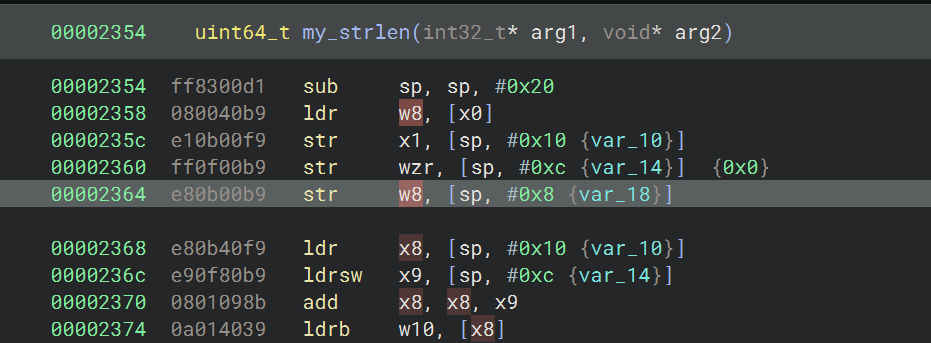 00002354 uint64_t my_strlen(int32_t* arg1, void* arg2)
00002354 ff8300d1 sub sp, sp, #0x20
00002358 080040b9 ldr w8, [x0]
0000235c e10b00f9 str x1, [sp, #0x10 {var_10}]
00002360 ff0f00b9 str wzr, [sp, #0xc {var_14}] {0x0}
00002364 e80b00b9 str w8, [sp, #0x8 {var_18}]
00002368 e80b40f9 ldr x8, [sp, #0x10 {var_10}]
0000236c e90f80b9 ldrsw x9, [sp, #0xc {var_14}]
00002370 0801098b add x8, x8, x9
00002374 0a014039 ldrb w10, [x8]